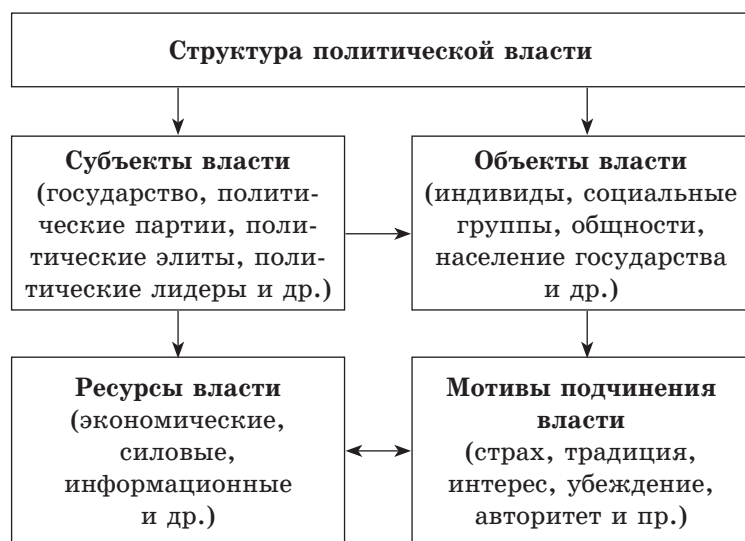 Структура политической власти
Субъекты власти
(государство, полити-
ческие партии, поли-
тические элиты, поли-
тические лидеры и др.)
Объекты власти
(индивиды, социальные
группы, общности,
население государства
и др.)
Ресурсы власти
(экономические,
силовые,
информационные
и др.)
Мотивы подчинения
власти
(страх, традиция,
интерес, убеждение,
авторитет и пр.)